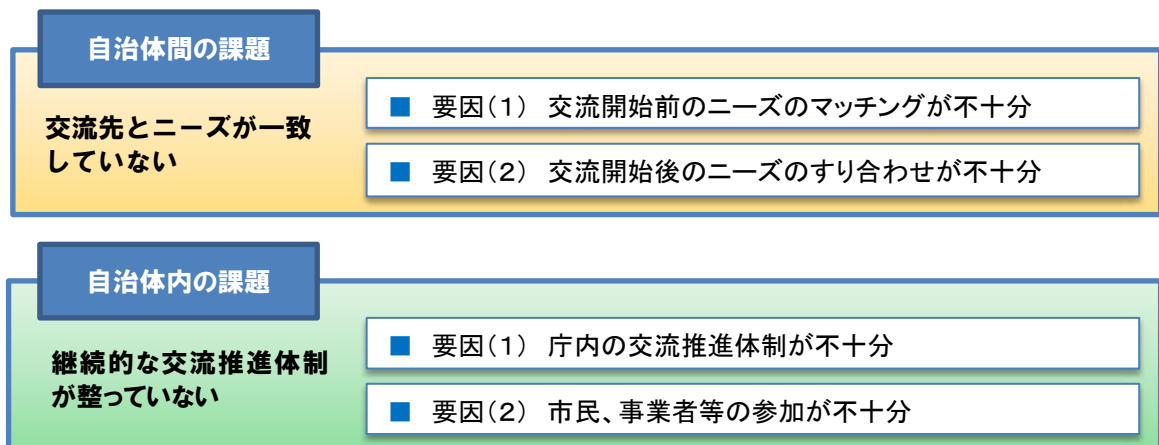 自治体間の課題
交流先とニーズが一致
していない
■ 要因(1) 交流開始前のニーズのマッチングが不十分
■ 要因(2) 交流開始後のニーズのすり合わせが不十分
自治体内の課題
継続的な交流推進体制
が整っていない
■ 要因(1) 庁内の交流推進体制が不十分
■ 要因(2) 市民、事業者等の参加が不十分